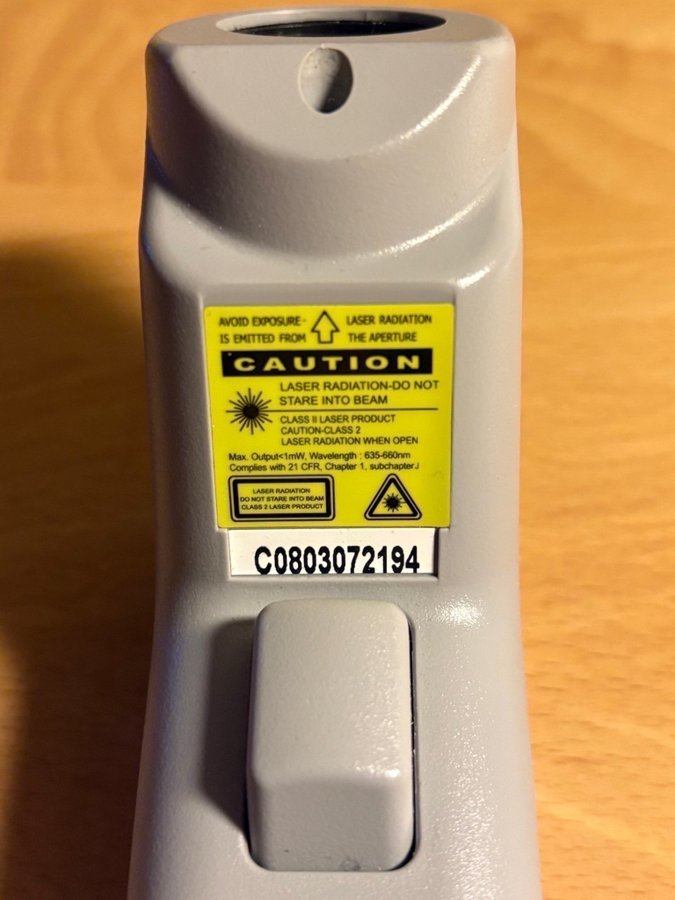 AVOID EXPOSURE- LASER RADIATION
IS EMITTED FROM THE APERTURE
CAUTION
LASER RADIATION-DO NOT
STARE INTO BEAM
CLASS II LASER PRODUCT
CAUTION-CLASS 2
LASER RADIATION WHEN OPEN
Max. Output<1mW, Wavelength : 635-660nm
Complies with 21 CFR, Chapter 1, subchapterJ
LASER RADIATION
DO NOT STARE INTO BEAM
CLASS 2 LASER PRODUCT
C0803072194